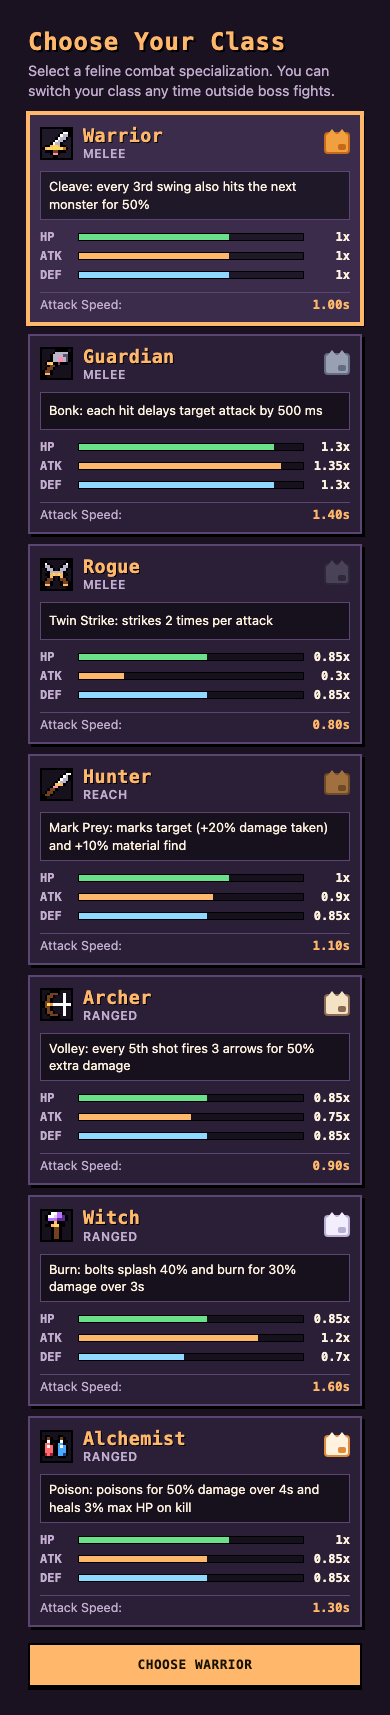 Choose Your Class
Select a feline combat specialization. You can
switch your class any time outside boss fights.
Warrior
MELEE
Cleave: every 3rd swing also hits the next
monster for 50%
HP 1x
ATK 1x
DEF 1x
Attack Speed: 1.00s
Guardian
MELEE
Bonk: each hit delays target attack by 500 ms
HP 1.3x
ATK 1.35x
DEF 1.3x
Attack Speed: 1.40s
Rogue
MELEE
Twin Strike: strikes 2 times per attack
HP 0.85x
ATK 0.3x
DEF 0.85x
Attack Speed: 0.80s
Hunter
REACH
Mark Prey: marks target (+20% damage taken)
and +10% material find
HP 1x
ATK 0.9x
DEF 0.85x
Attack Speed: 1.10s
Archer
RANGED
Volley: every 5th shot fires 3 arrows for 50%
extra damage
HP 0.85x
ATK 0.75x
DEF 0.85x
Attack Speed: 0.90s
Witch
RANGED
Burn: bolts splash 40% and burn for 30%
damage over 3s
HP 0.85x
ATK 1.2x
DEF 0.7x
Attack Speed: 1.60s
Alchemist
RANGED
Poison: poisons for 50% damage over 4s and
heals 3% max HP on kill
HP 1x
ATK 0.85x
DEF 0.85x
Attack Speed: 1.30s
CHOOSE WARRIOR